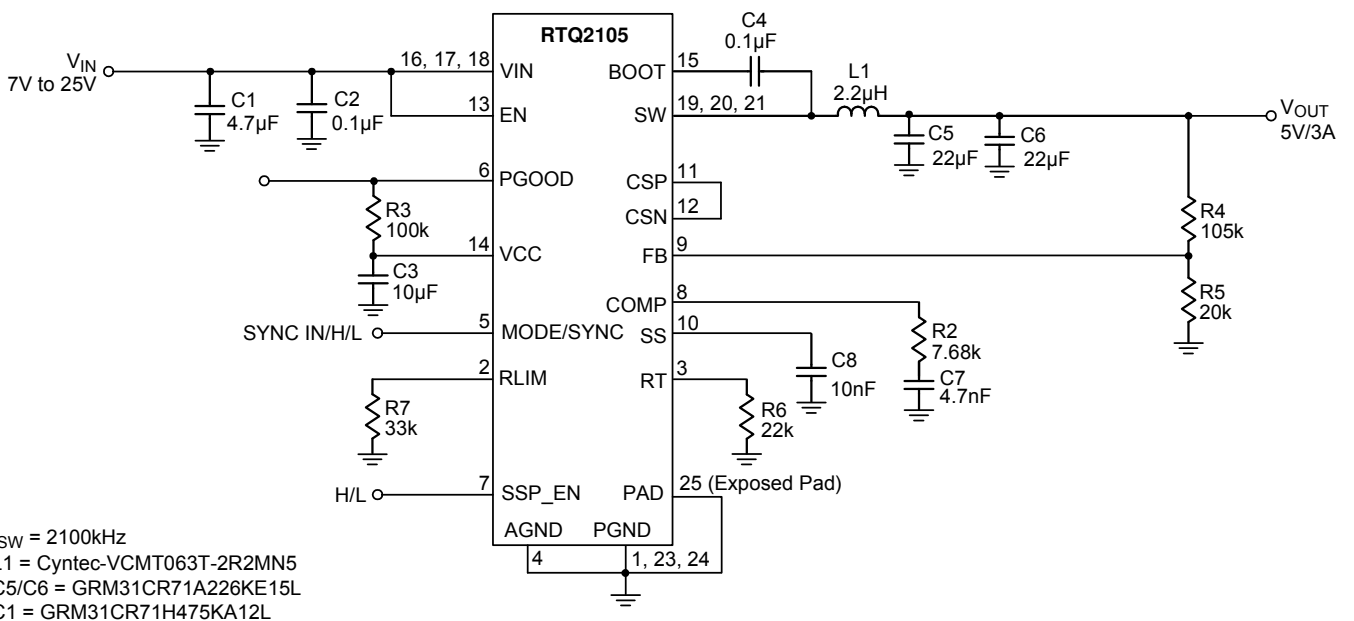 RTQ2105
C4
0.1µF
VIN
7V to 25V
16, 17, 18
VIN
BOOT
15
L1
2.2µH
C1
4.7µF
C2
0.1µF
13
EN
SW
19, 20, 21
VOUT
5V/3A
C5
22µF
C6
22µF
6
PGOOD
CSP
11
R3
100k
CSN
12
R4
105k
14
VCC
FB
9
C3
10µF
COMP
8
R5
20k
SYNC IN/H/L
5
MODE/SYNC
SS
10
R2
7.68k
C8
10nF
C7
4.7nF
2
RLIM
RT
3
R7
33k
R6
22k
H/L
7
SSP_EN
PAD
25 (Exposed Pad)
AGND
PGND
4
1, 23, 24
SW = 2100kHz
1 = Cyntec-VCMT063T-2R2MN5
5/C6 = GRM31CR71A226KE15L
1 = GRM31CR71H475KA12L